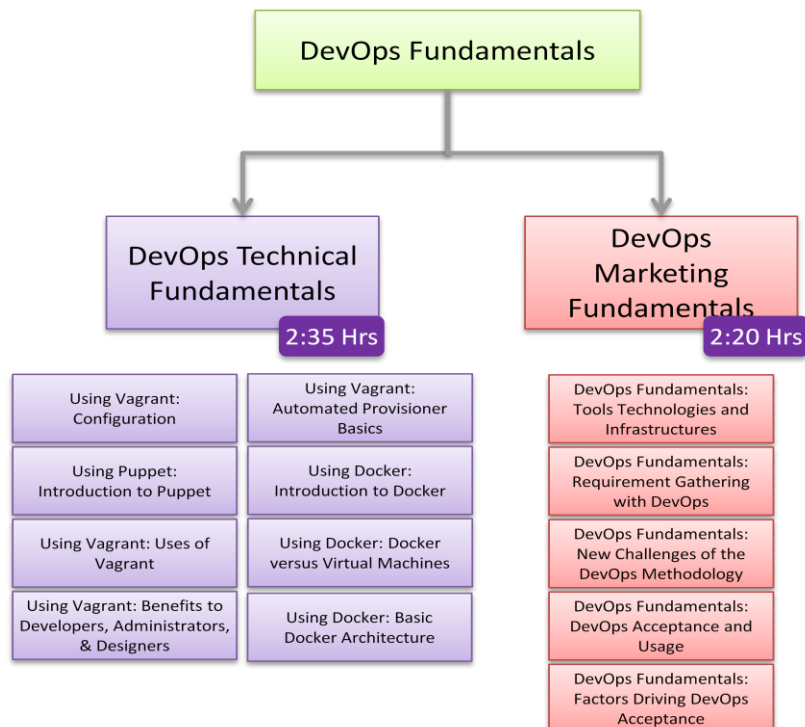 DevOps Fundamentals
DevOps Technical
Fundamentals
2:35 Hrs
DevOps
Marketing
Fundamentals
2:20 Hrs
Using Vagrant:
Configuration
Using Puppet:
Introduction to Puppet
Using Vagrant: Uses of
Vagrant
Using Vagrant: Benefits to
Developers, Administrators,
& Designers
Using Vagrant:
Automated Provisioner
Basics
Using Docker:
Introduction to Docker
Using Docker: Docker
versus Virtual Machines
Using Docker: Basic
Docker Architecture
DevOps Fundamentals:
Tools Technologies and
Infrastructures
DevOps Fundamentals:
Requirement Gathering
with DevOps
DevOps Fundamentals:
New Challenges of the
DevOps Methodology
DevOps Fundamentals:
DevOps Acceptance and
Usage
DevOps Fundamentals:
Factors Driving DevOps
Acceptance